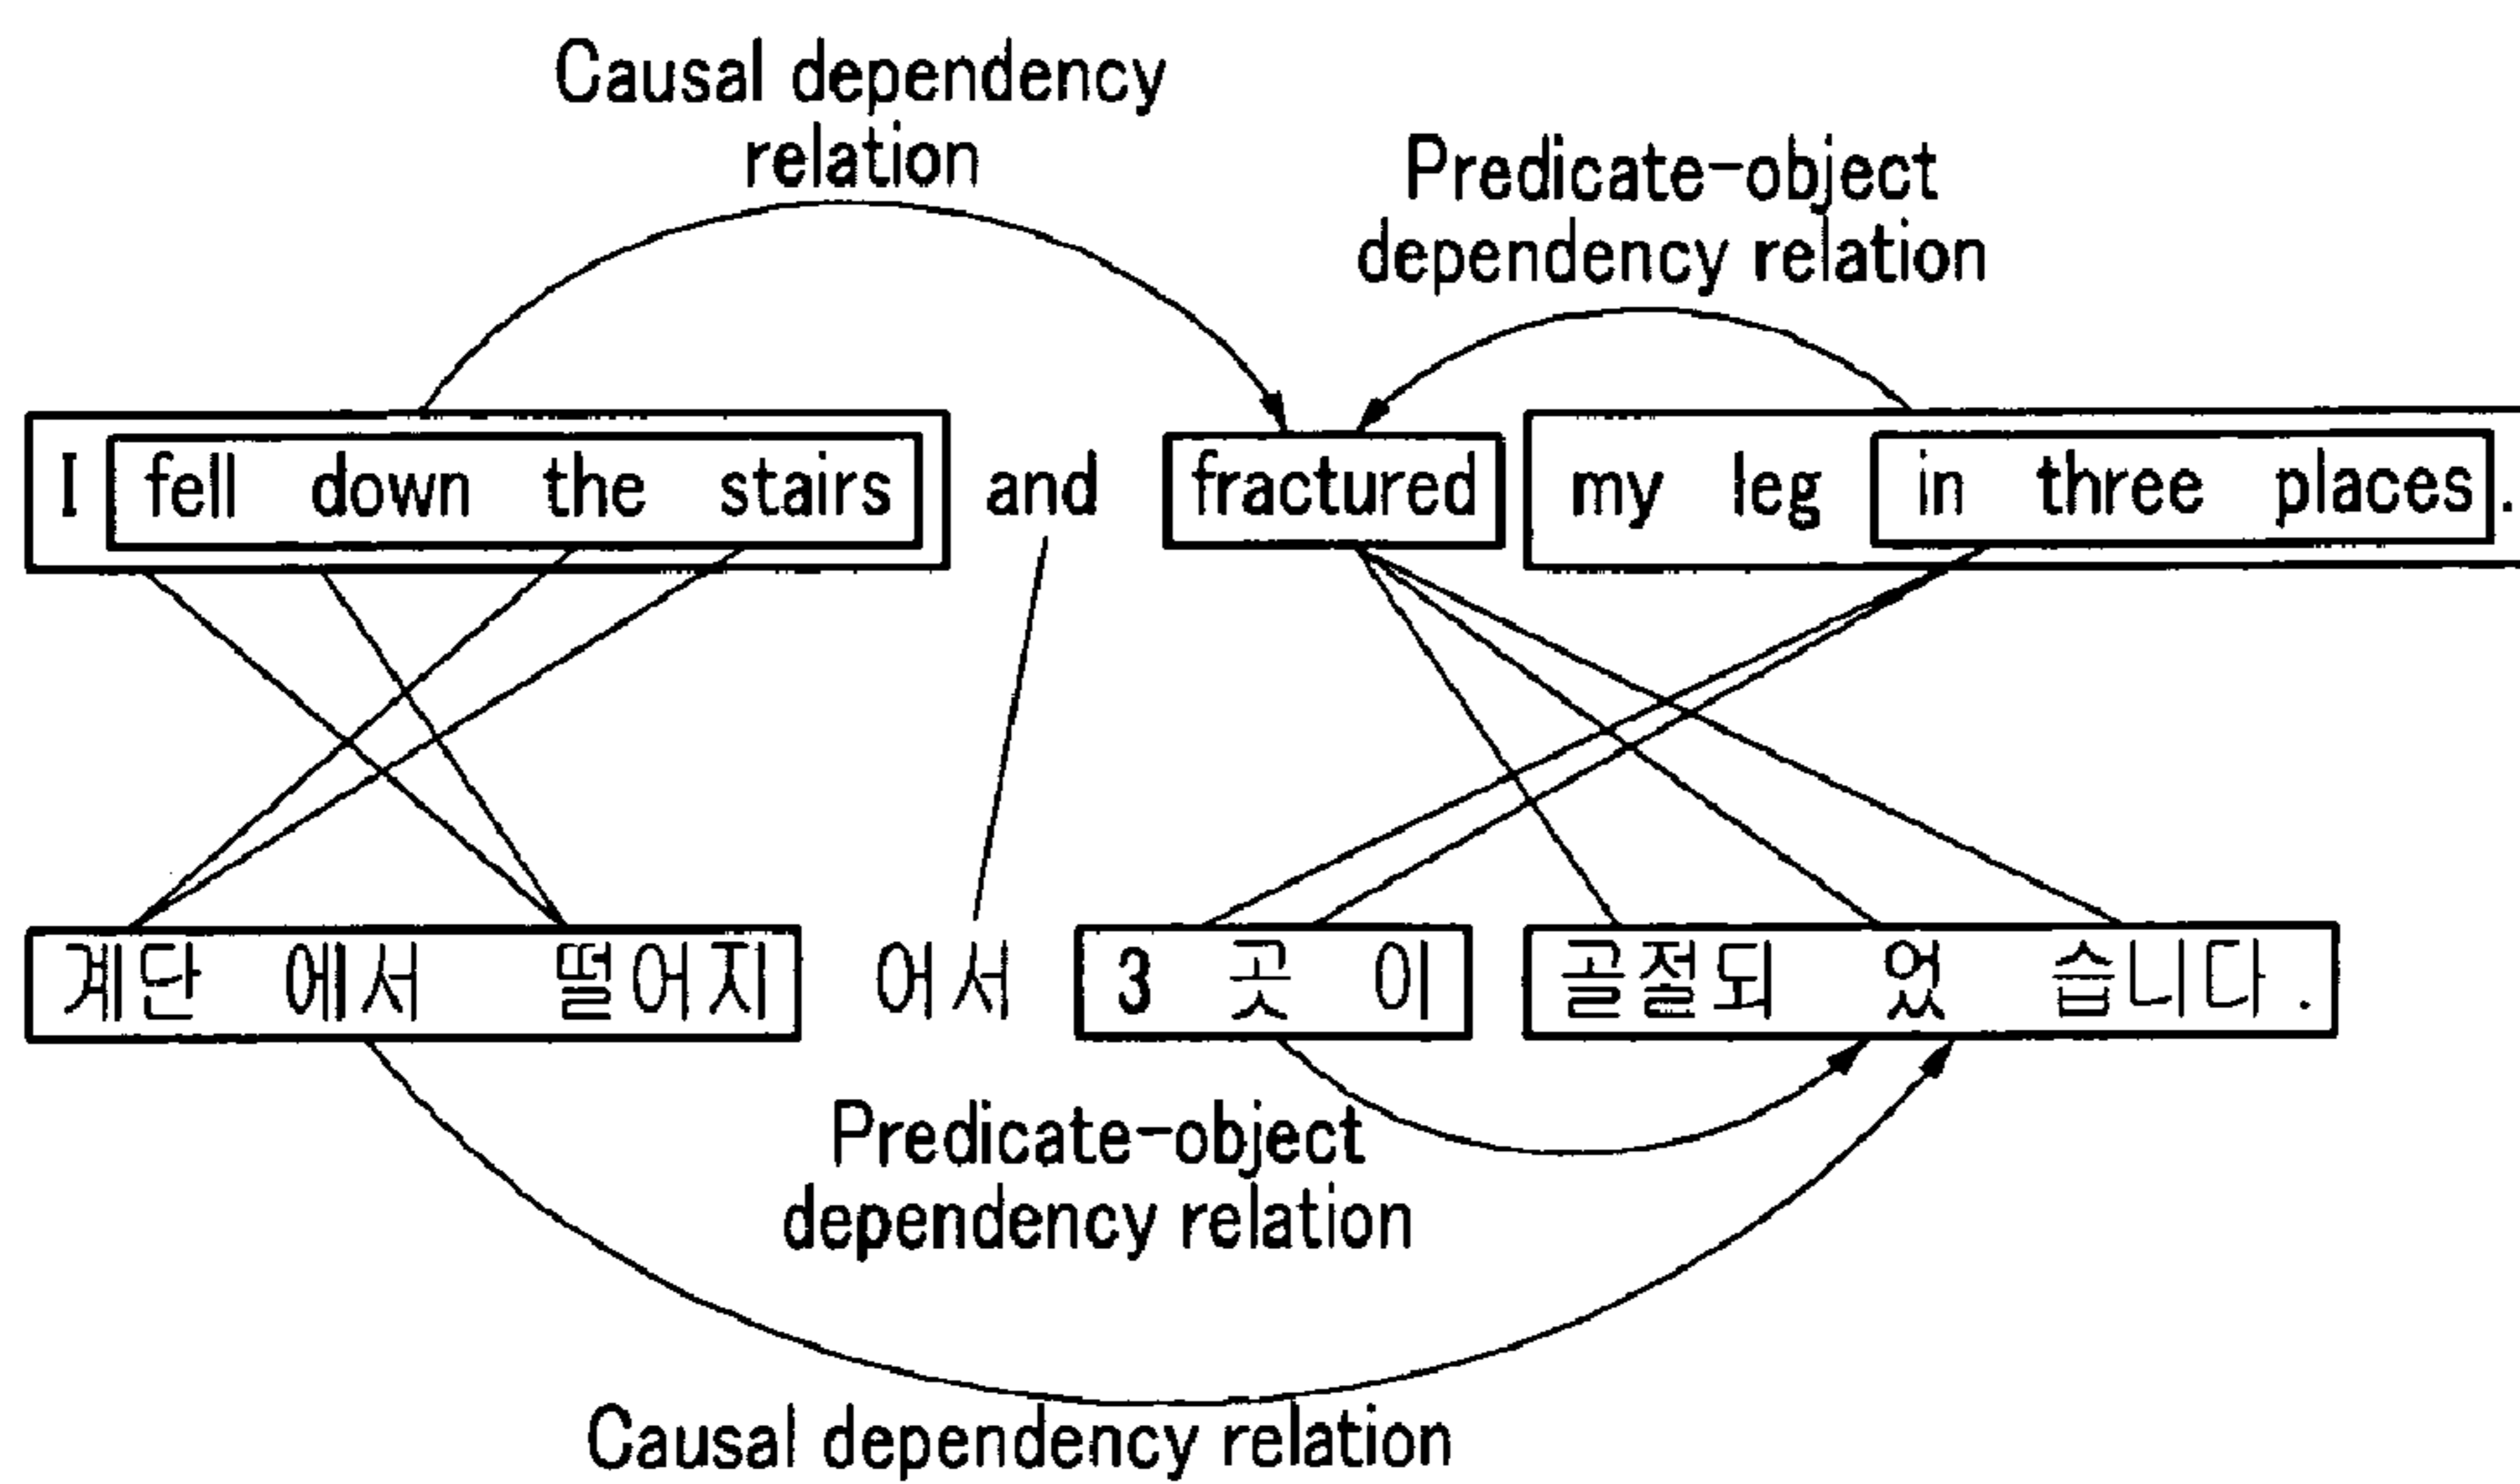 Causal dependency
relation
Predicate-object
dependency relation
I fell down the stairs and fractured my leg in three places.
계단 에서 떨어지 어서 3 곳 이 골절되 었 습니다.
Predicate-object
dependency relation
Causal dependency relation